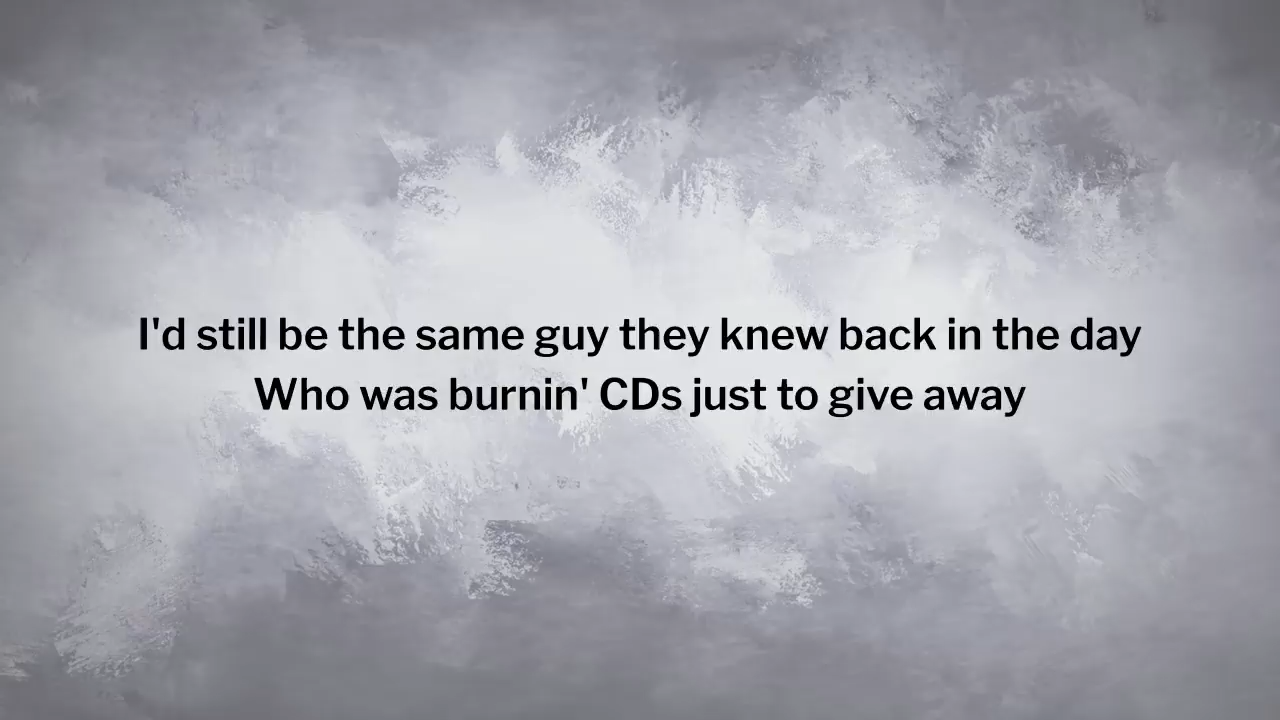 I'd still be the same guy they knew back in the day
Who was burnin' CDs just to give away